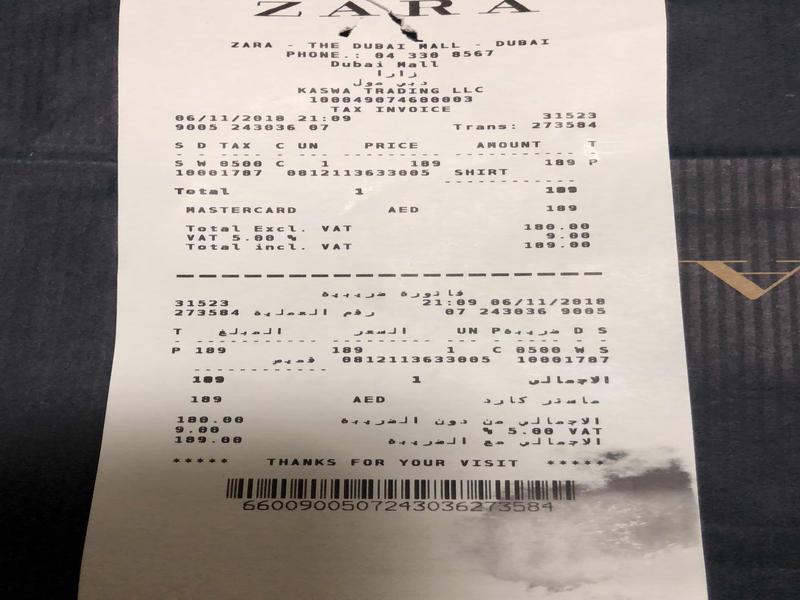 ZARA
ZARA - THE DUBAI MALL - DUBAI
PHONE.: 04 330 8567
Dubai Mall
زارا
دبي مول
KASWA TRADING LLC
100049074600003
TAX INVOICE
06/11/2018 21:09 31523
9005 243036 07 Trans: 273584
S D TAX C UN PRICE AMOUNT T
S W 0500 C 1 189 189 P
10001787 0812113633005 SHIRT
Total 1 189
MASTERCARD AED 189
Total Excl. VAT 180.00
VAT 5.00 % 9.00
Total incl. VAT 189.00
فاتورة ضريبية
31523 21:09 06/11/2018
273584 رقم العملية 07 243036 9005
T المبلغ السعر UN P ضريبة D S
P 189 189 1 C 0500 W S
قميص 0812113633005 10001787
189 1 الاجمالي
189 AED ماستر كارد
180.00 الاجمالي من دون الضريبة
9.00 % 5.00 VAT
189.00 الاجمالي مع الضريبة
***** THANKS FOR YOUR VISIT *****
6600900507243036273584